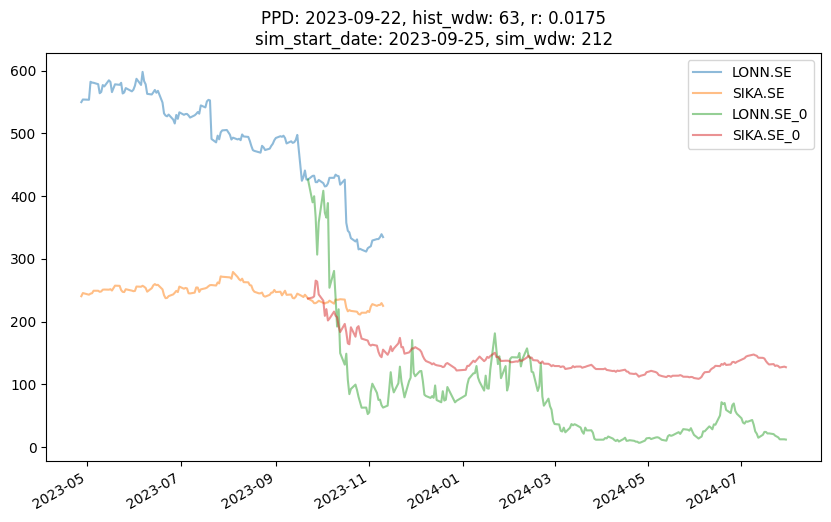 PPD: 2023-09-22, hist_wdw: 63, r: 0.0175
sim_start_date: 2023-09-25, sim_wdw: 212
LONN.SE
SIKA.SE
LONN.SE_0
SIKA.SE_0
600
500
400
300
200
100
0
2023-05
2023-07
2023-09
2023-11
2024-01
2024-03
2024-05
2024-07